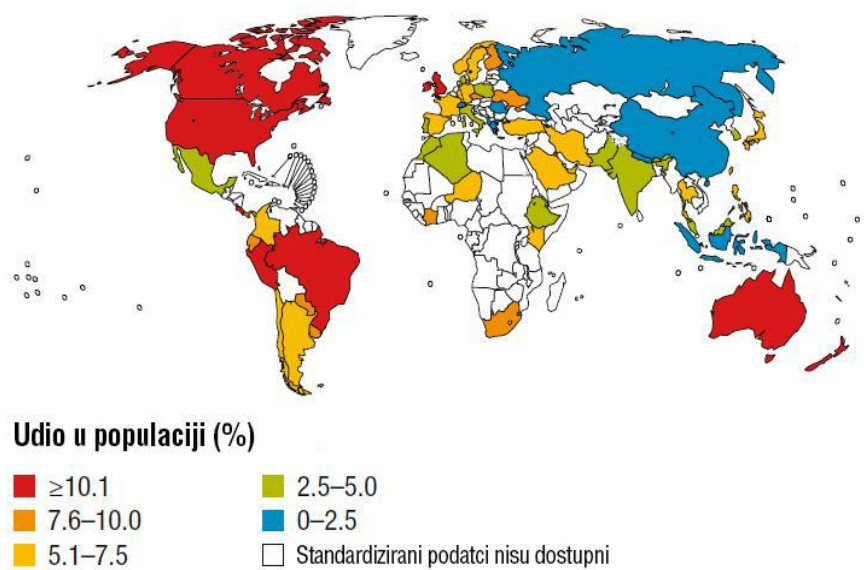 Udio u populaciji (%)
≥10.1
7.6–10.0
5.1–7.5
2.5–5.0
0–2.5
Standardizirani podatci nisu dostupni